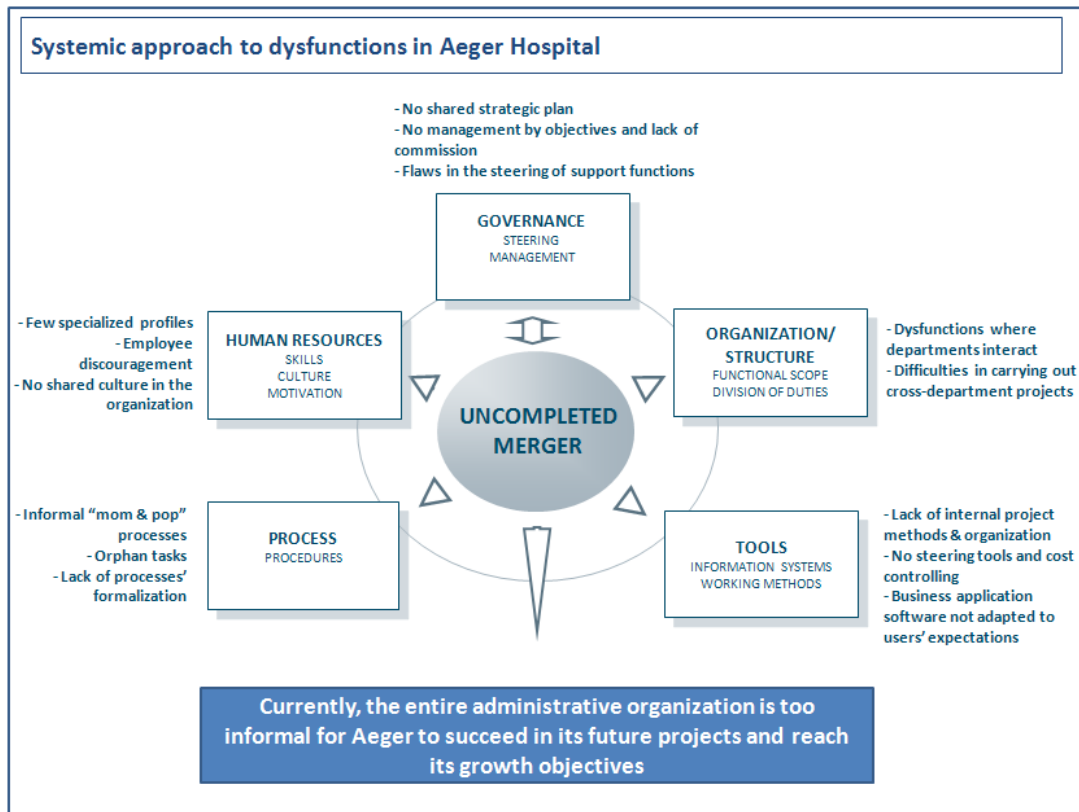 Systemic approach to dysfunctions in Aeger Hospital
- No shared strategic plan
- No management by objectives and lack of
commission
- Flaws in the steering of support functions
GOVERNANCE
STEERING
MANAGEMENT
- Few specialized profiles
- Employee
discouragement
- No shared culture in the
organization
HUMAN RESOURCES
SKILLS
CULTURE
MOTIVATION
ORGANIZATION/
STRUCTURE
FUNCTIONAL SCOPE
DIVISION OF DUTIES
- Dysfunctions where
departments interact
- Difficulties in carrying out
cross-department projects
UNCOMPLETED
MERGER
- Informal “mom & pop”
processes
- Orphan tasks
- Lack of processes’
formalization
PROCESS
PROCEDURES
TOOLS
INFORMATION SYSTEMS
WORKING METHODS
- Lack of internal project
methods & organization
- No steering tools and cost
controlling
- Business application
software not adapted to
users’ expectations
Currently, the entire administrative organization is too
informal for Aeger to succeed in its future projects and reach
its growth objectives